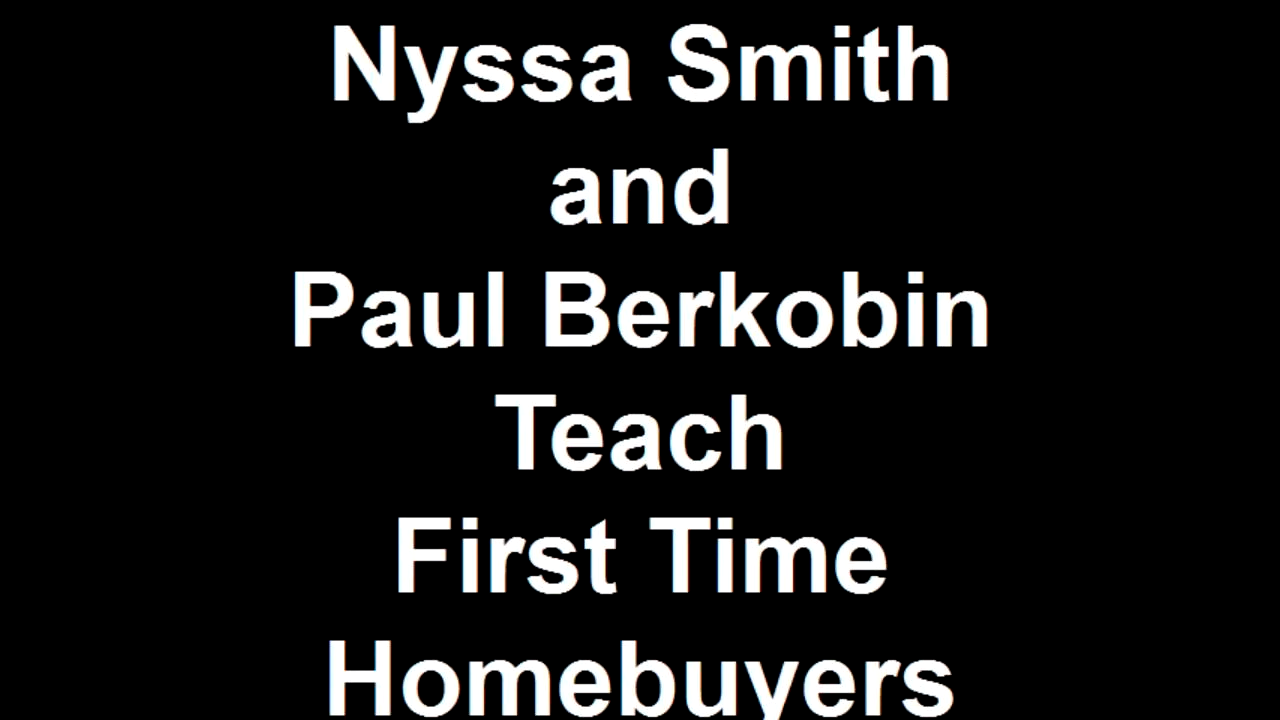 Nyssa Smith
and
Paul Berkobin
Teach
First Time
Homebuyers